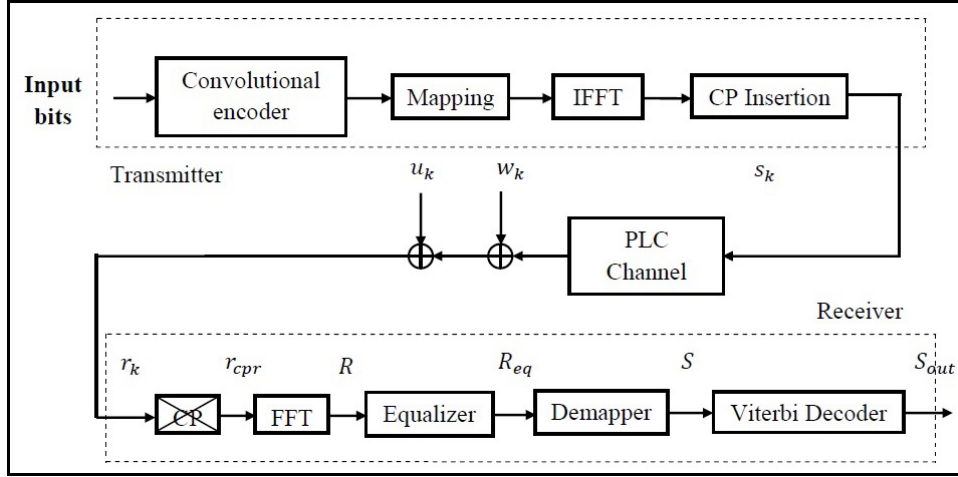 Input
bits
Convolutional
encoder
Mapping
IFFT
CP Insertion
Transmitter
u_k
w_k
s_k
PLC
Channel
Receiver
r_k
r_cpr
R
R_eq
S
S_out
CP
FFT
Equalizer
Demapper
Viterbi Decoder